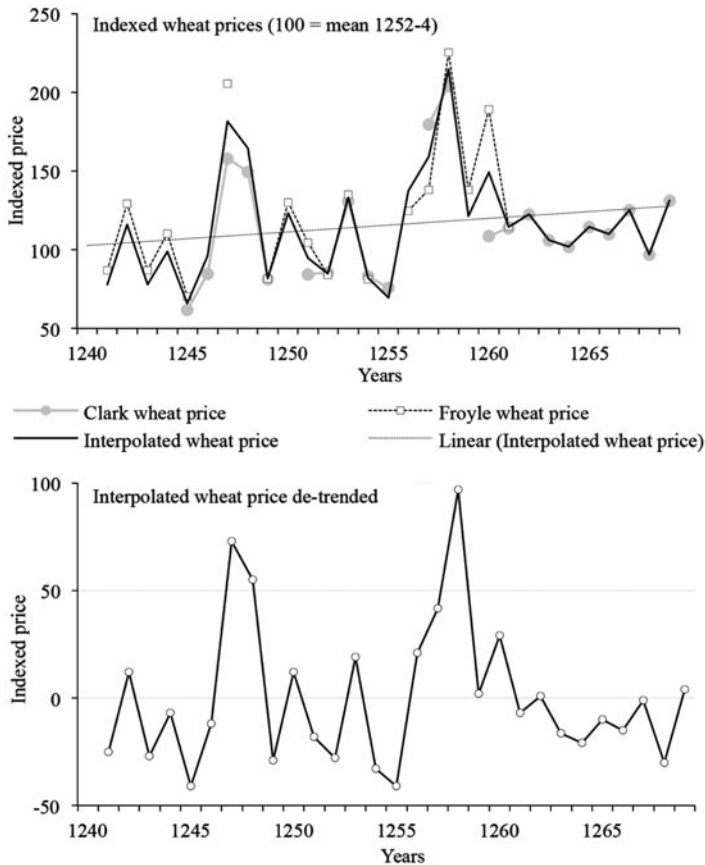 Indexed wheat prices (100 = mean 1252-4)
250
200
150
100
50
Indexed price
1240 1245 1250 1255 1260 1265
Years
Clark wheat price
Froyle wheat price
Interpolated wheat price
Linear (Interpolated wheat price)
Interpolated wheat price de-trended
100
50
0
-50
Indexed price
1240 1245 1250 1255 1260 1265
Years